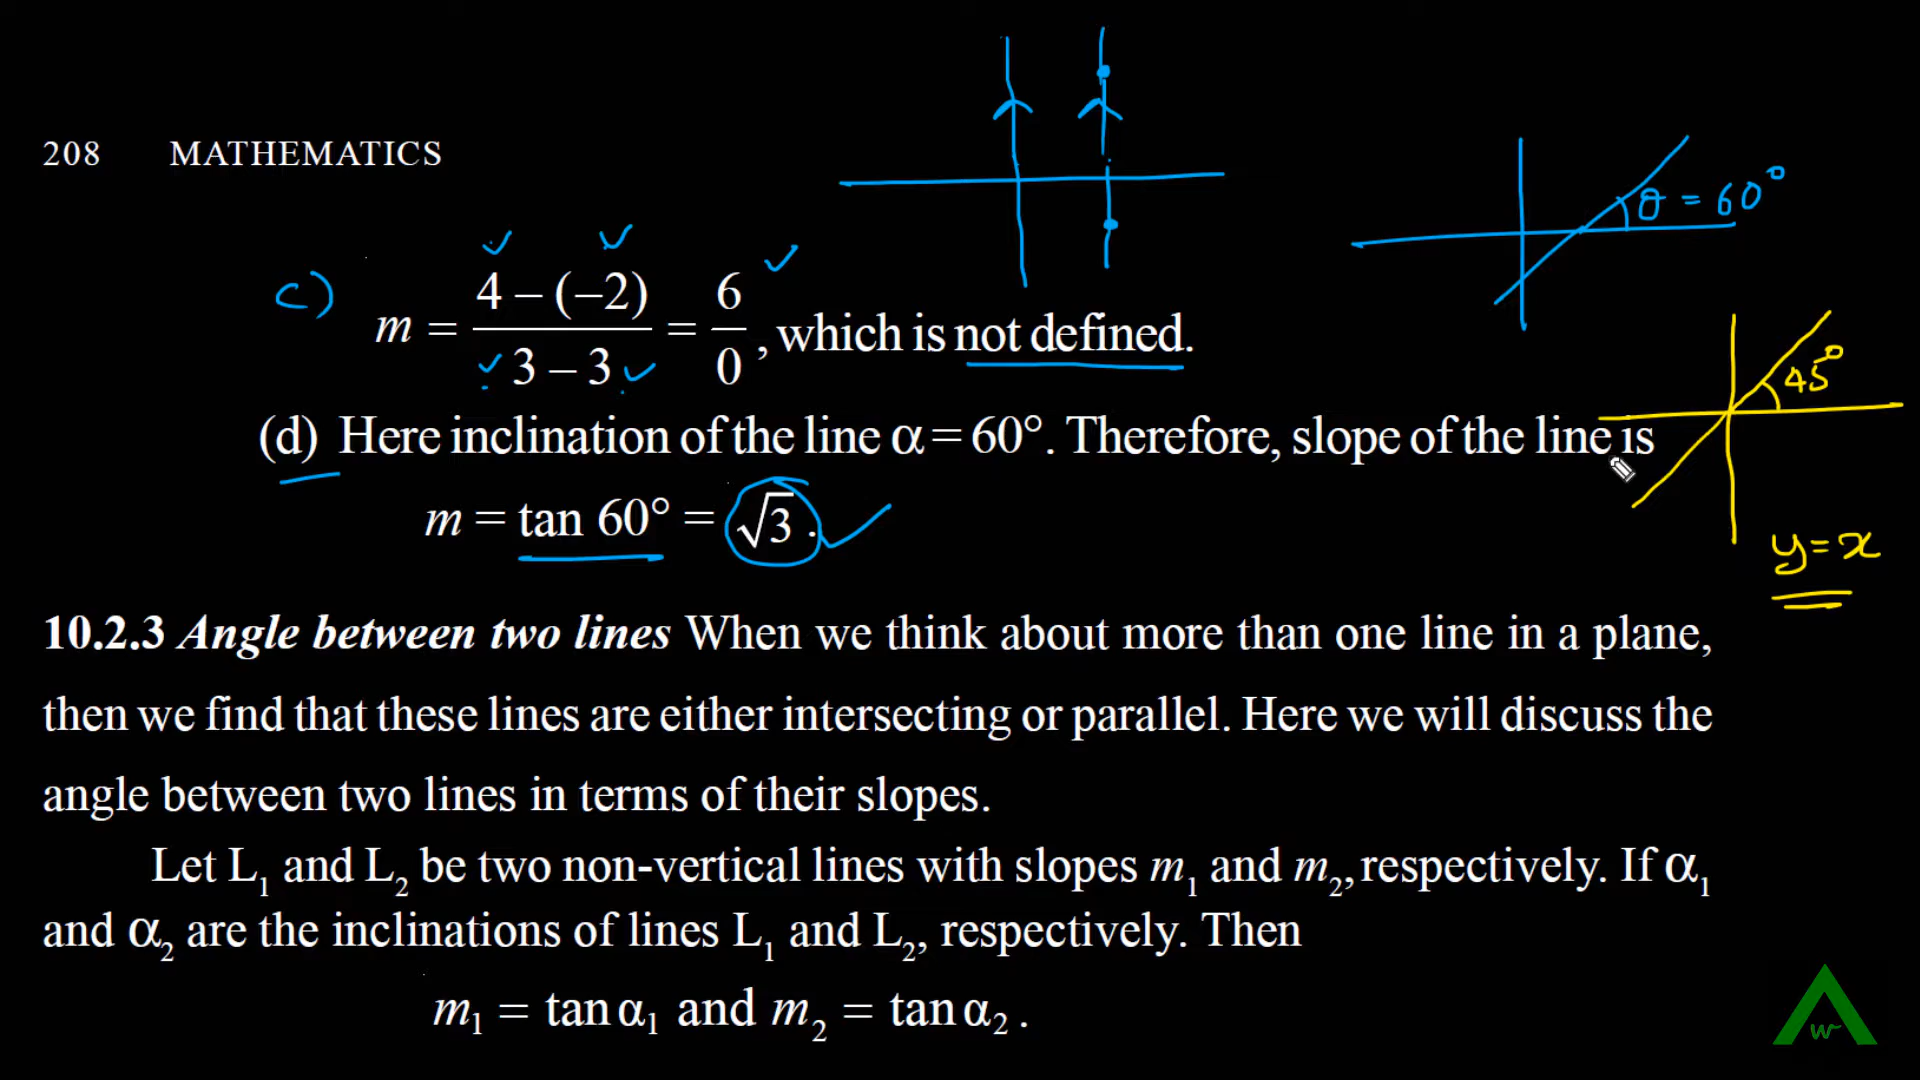 208 MATHEMATICS
θ = 60°
c) m = 4 – (–2) / 3 – 3 = 6 / 0 , which is not defined.
45°
(d) Here inclination of the line α = 60°. Therefore, slope of the line is
m = tan 60° = √3 .
y = x
10.2.3 Angle between two lines When we think about more than one line in a plane,
then we find that these lines are either intersecting or parallel. Here we will discuss the
angle between two lines in terms of their slopes.
Let L₁ and L₂ be two non-vertical lines with slopes m₁ and m₂, respectively. If α₁
and α₂ are the inclinations of lines L₁ and L₂, respectively. Then
m₁ = tan α₁ and m₂ = tan α₂ .
w